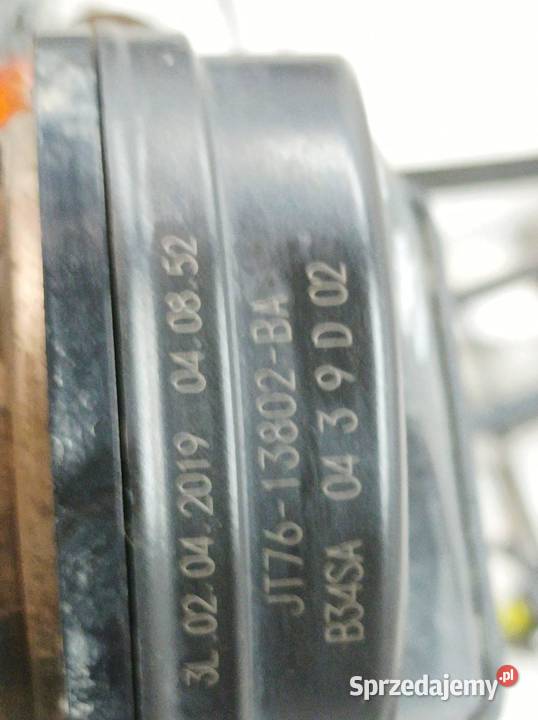 3L.02.04.2019 04.08.52
JT76-13802-BA
B34SA 04 3 9 D 02
Sprzedajemy.pl